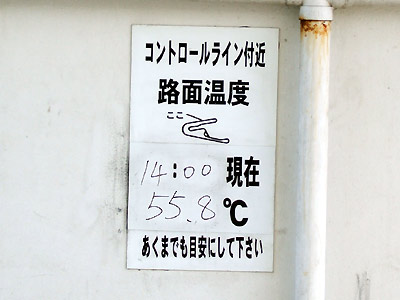 コントロールライン付近
路面温度
ここ
14:00 現在
55.8℃
あくまでも目安にして下さい